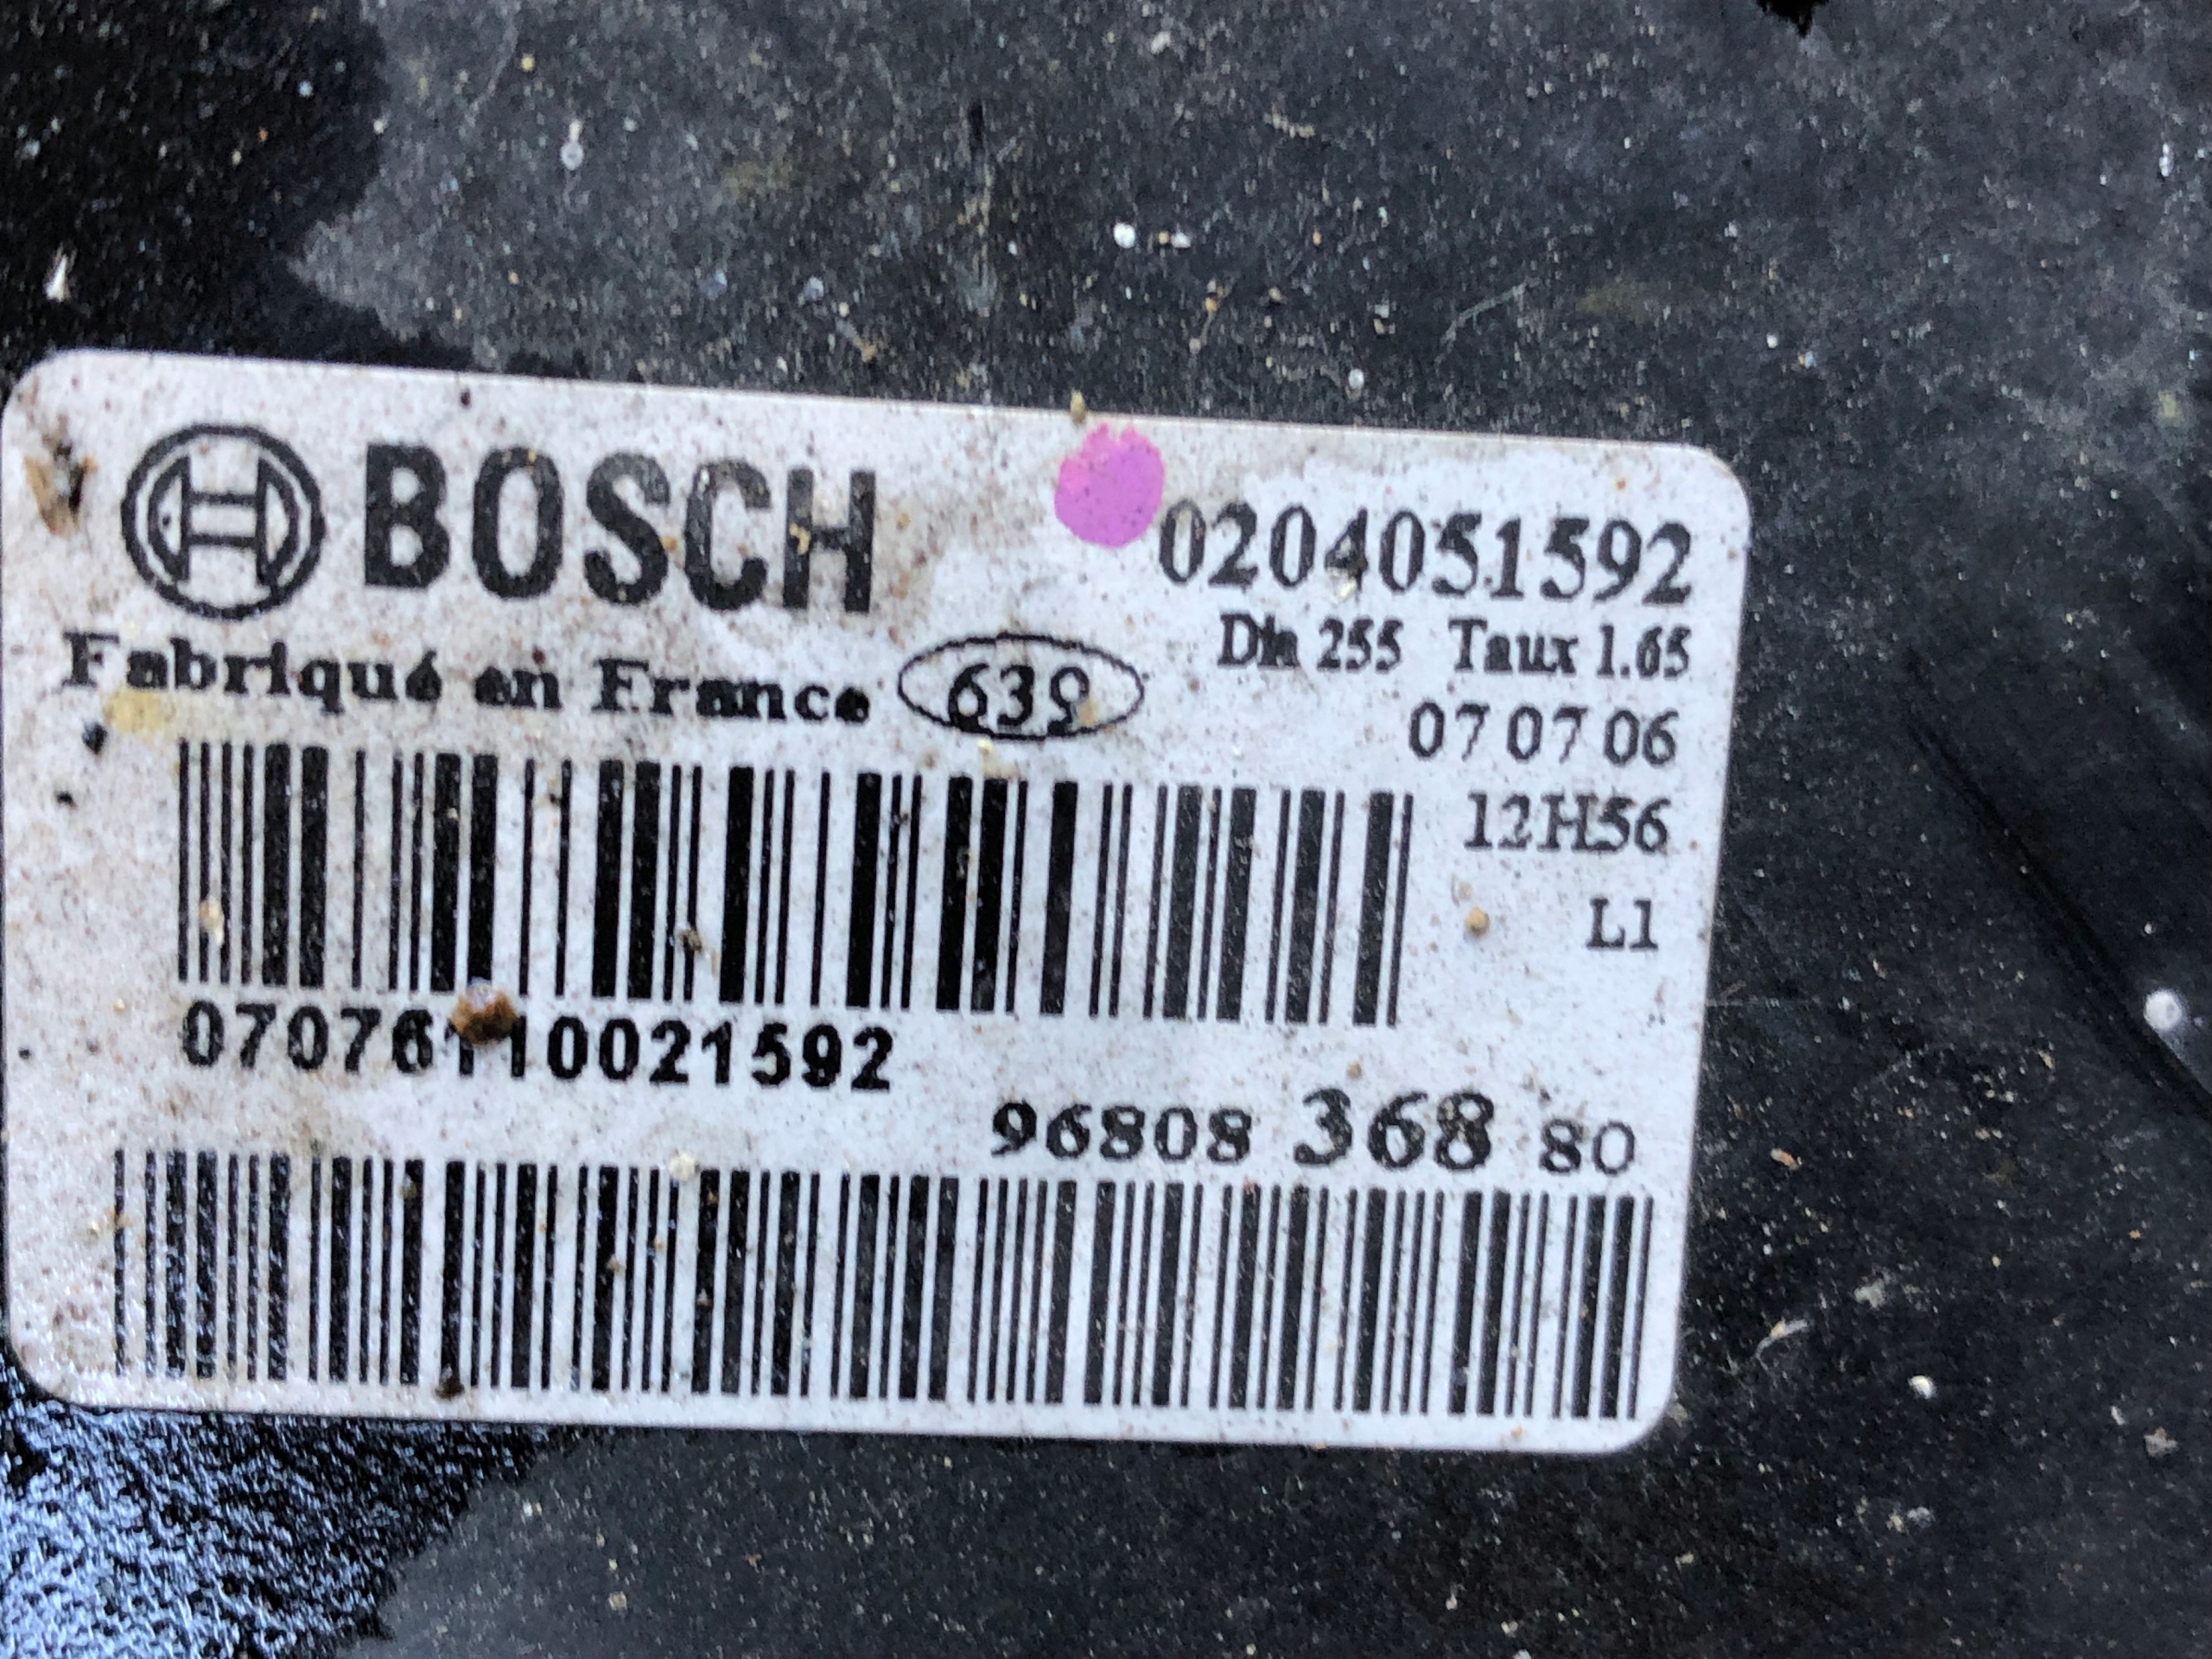 BOSCH
0204051592
Dia 255 Taux 1.65
Fabriqué en France 639
07 07 06
12H56
L1
07076110021592
96808 368 80